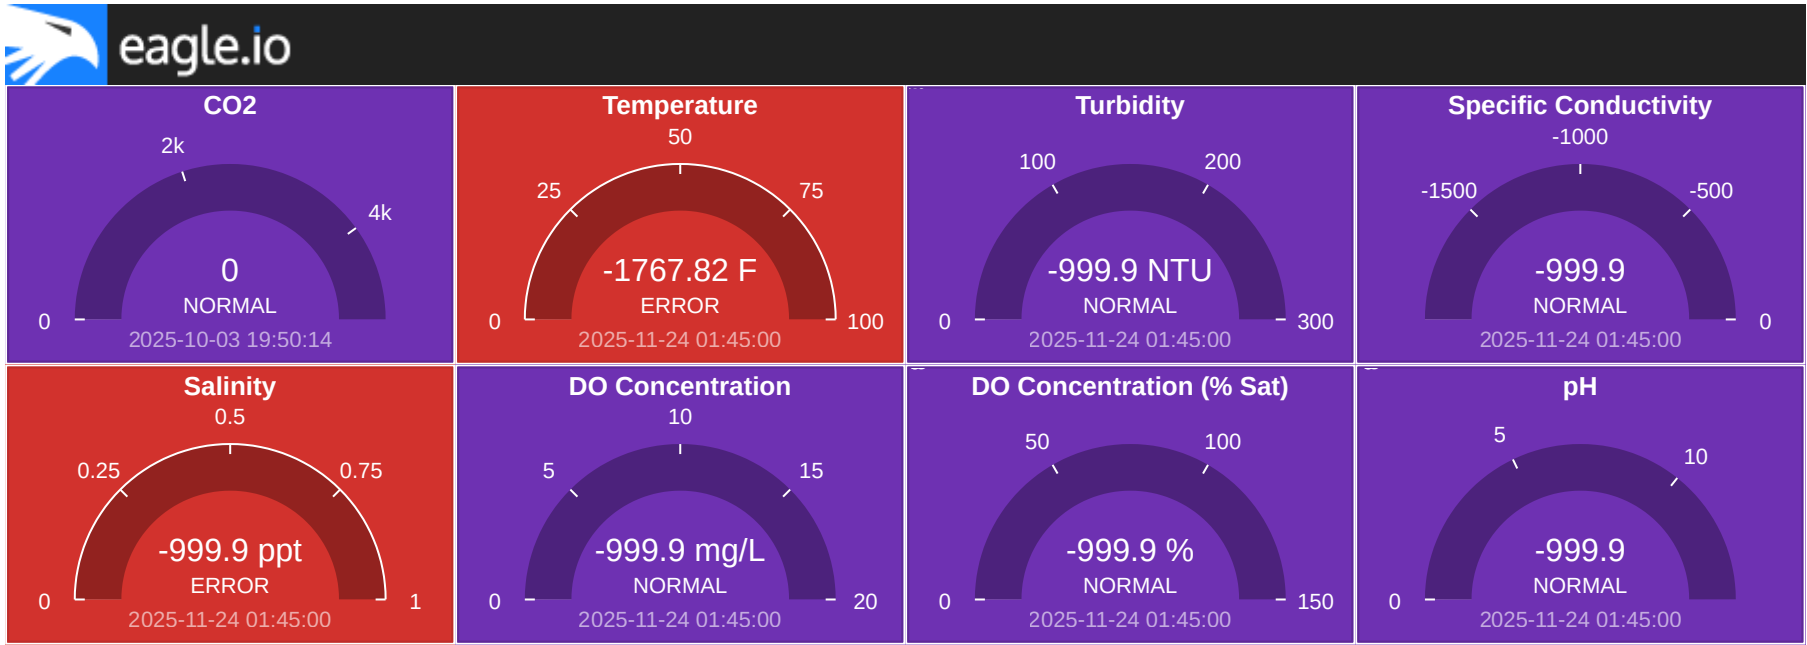 eagle.io
CO2
2k
4k
0
0
NORMAL
2025-10-03 19:50:14
Temperature
50
25
75
-1767.82 F
ERROR
0
100
2025-11-24 01:45:00
Turbidity
100
200
-999.9 NTU
NORMAL
0
300
2025-11-24 01:45:00
Specific Conductivity
-1000
-1500
-500
-999.9
NORMAL
0
2025-11-24 01:45:00
Salinity
0.5
0.25
0.75
-999.9 ppt
ERROR
0
1
2025-11-24 01:45:00
DO Concentration
10
5
15
-999.9 mg/L
NORMAL
0
20
2025-11-24 01:45:00
DO Concentration (% Sat)
50
100
-999.9 %
NORMAL
0
150
2025-11-24 01:45:00
pH
5
10
-999.9
NORMAL
0
2025-11-24 01:45:00